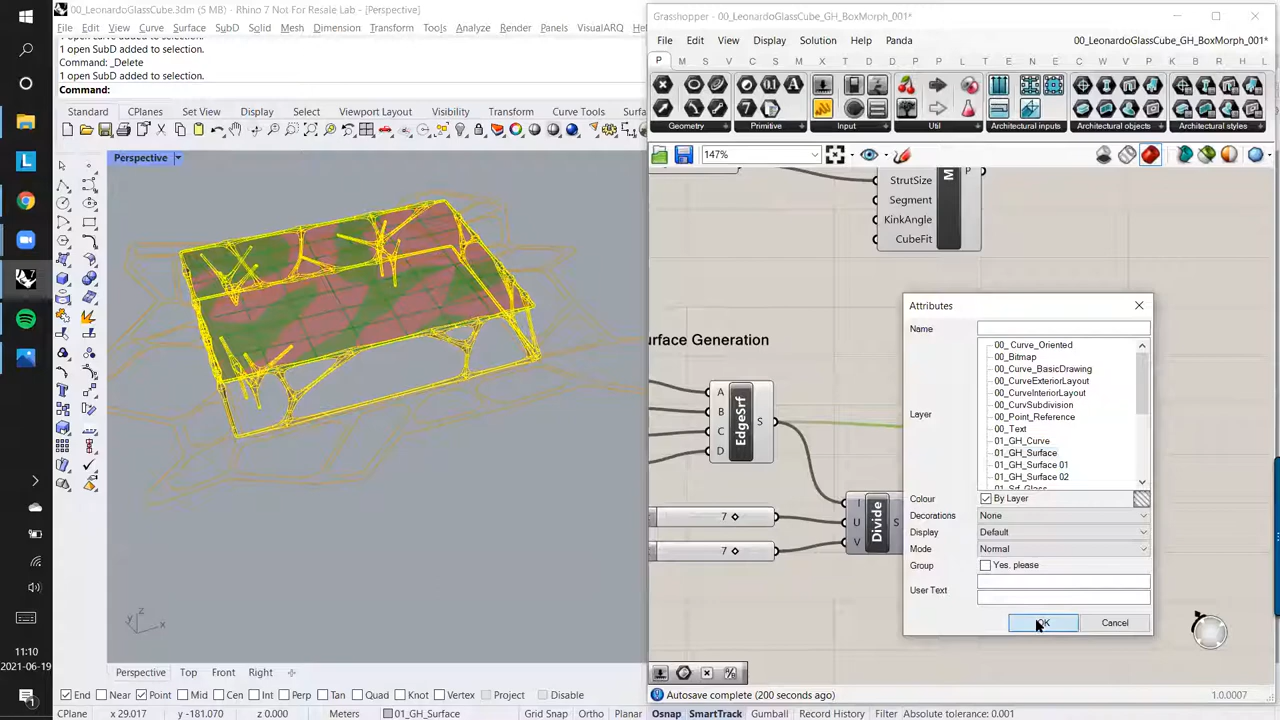 00_LeonardoGlassCube.3dm (5 MB) - Rhino 7 Not For Resale Lab - [Perspective]
File Edit View Curve Surface SubD Solid Mesh Dimension Transform Tools Analyze Render Panels VisualARQ
1 open SubD added to selection.
Command: _Delete
1 open SubD added to selection.
Command:
Standard CPlanes Set View Display Select Viewport Layout Visibility Transform Curve Tools
Perspective
z
y
x
Perspective Top Front Right
End Near Point Mid Cen Int Perp Tan Quad Knot Vertex Project Disable
CPlane x 29.017 y -181.070 z 0.000 Meters 01_GH_Surface Grid Snap Ortho Planar Osnap SmartTrack Gumball Record History Filter Absolute tolerance: 0.001
11:10
2021-06-19
Grasshopper - 00_LeonardoGlassCube_GH_BoxMorph_001*
File Edit View Display Solution Help Panda
00_LeonardoGlassCube_GH_BoxMorph_001*
P M S V C S M I T D
Geometry Primitive Input Util Architectural inputs Architectural objects Architectural styles
147%
StrutSize
Segment
KinkAngle
CubeFit
M
P
urface Generation
A
B
C
D
EdgeSrf
S
7
7
I
U
V
Divide
S
Attributes
Name
Layer
00_ Curve_Oriented
00_Bitmap
00_Curve_BasicDrawing
00_CurveExteriorLayout
00_CurveInteriorLayout
00_CurvSubdivision
00_Point_Reference
00_Text
01_GH_Curve
01_GH_Surface
01_GH_Surface 01
01_GH_Surface 02
Colour By Layer
Decorations None
Display Default
Mode Normal
Group Yes, please
User Text
OK Cancel
Autosave complete (200 seconds ago)
1.0.0007